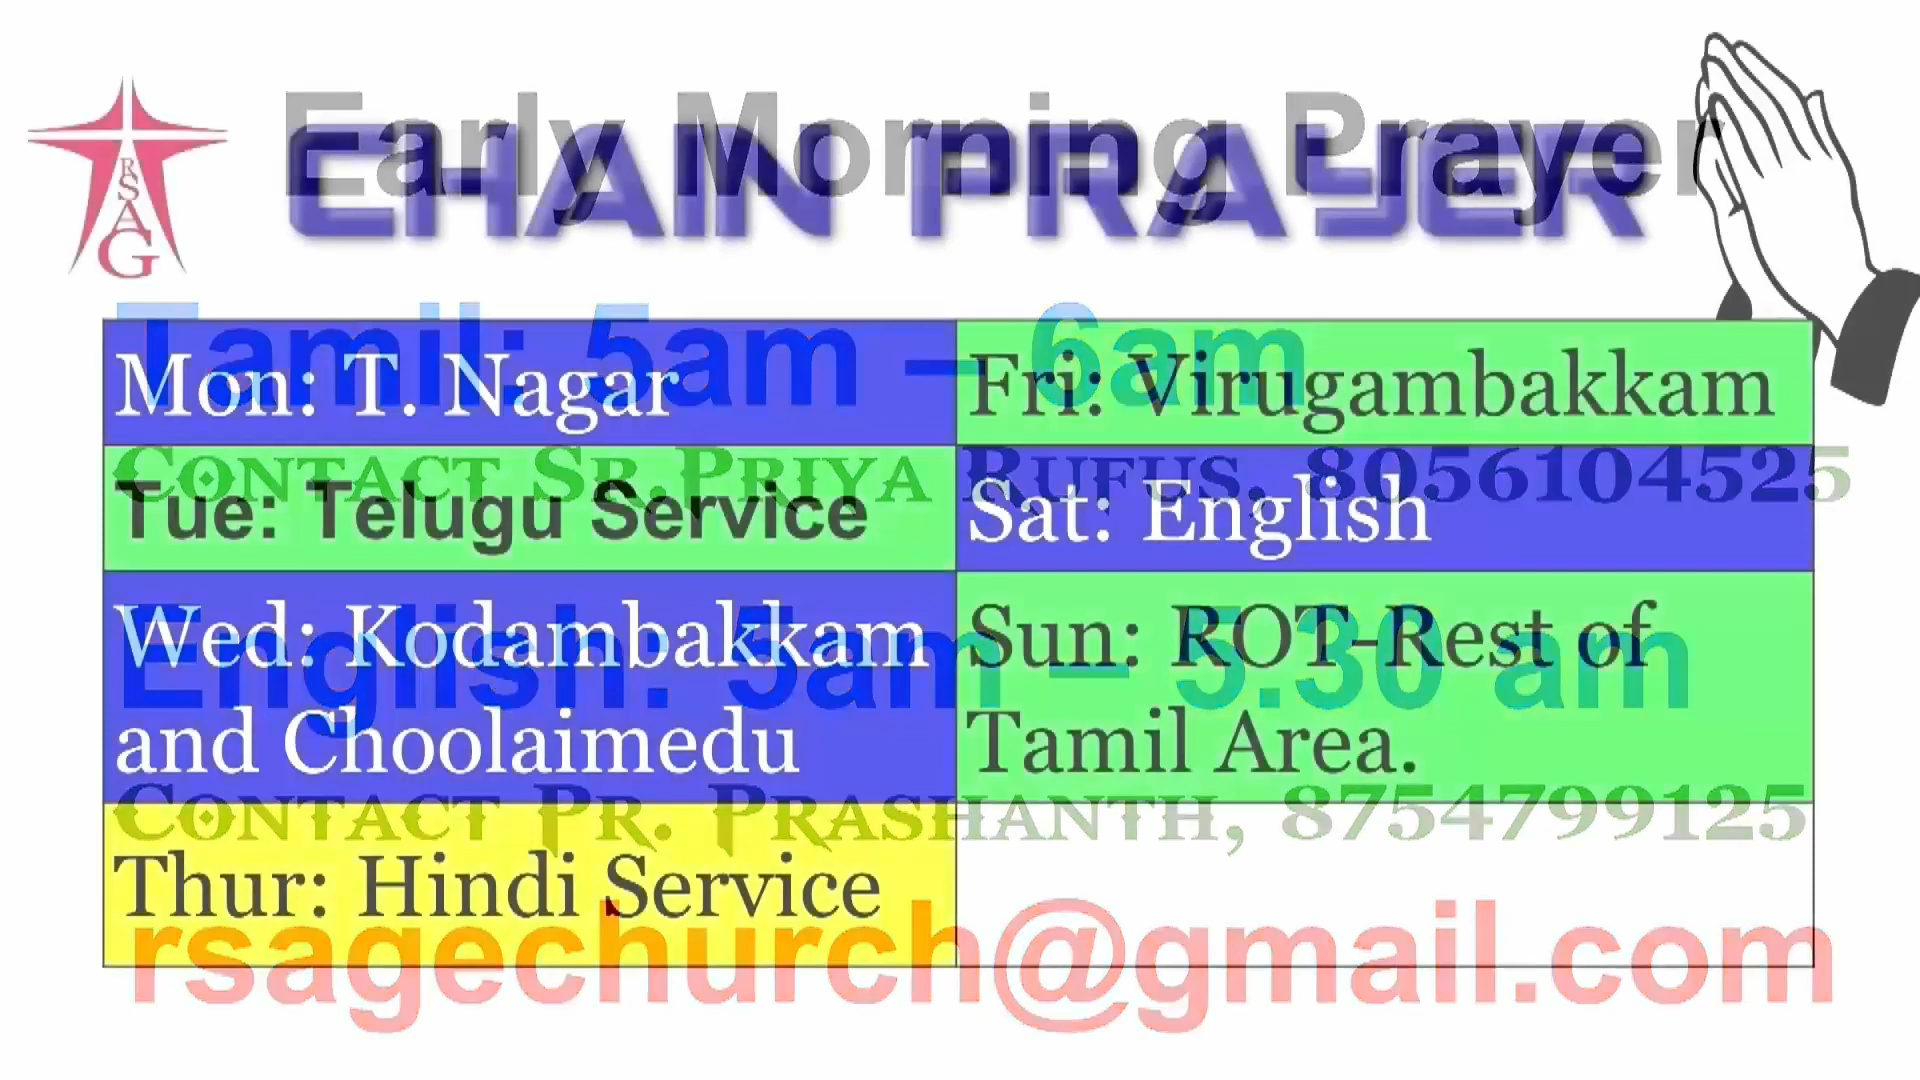 RSAG
Early Morning Prayer
CHAIN PRAYER
Tamil: 5am – 6am
Mon: T. Nagar
Fri: Virugambakkam
Contact Sr.Priya Rufus, 8056104525
Tue: Telugu Service
Sat: English
English: 5am – 5.30 am
Wed: Kodambakkam
and Choolaimedu
Sun: ROT-Rest of
Tamil Area.
Contact Pr. Prashanth, 8754799125
Thur: Hindi Service
rsagechurch@gmail.com